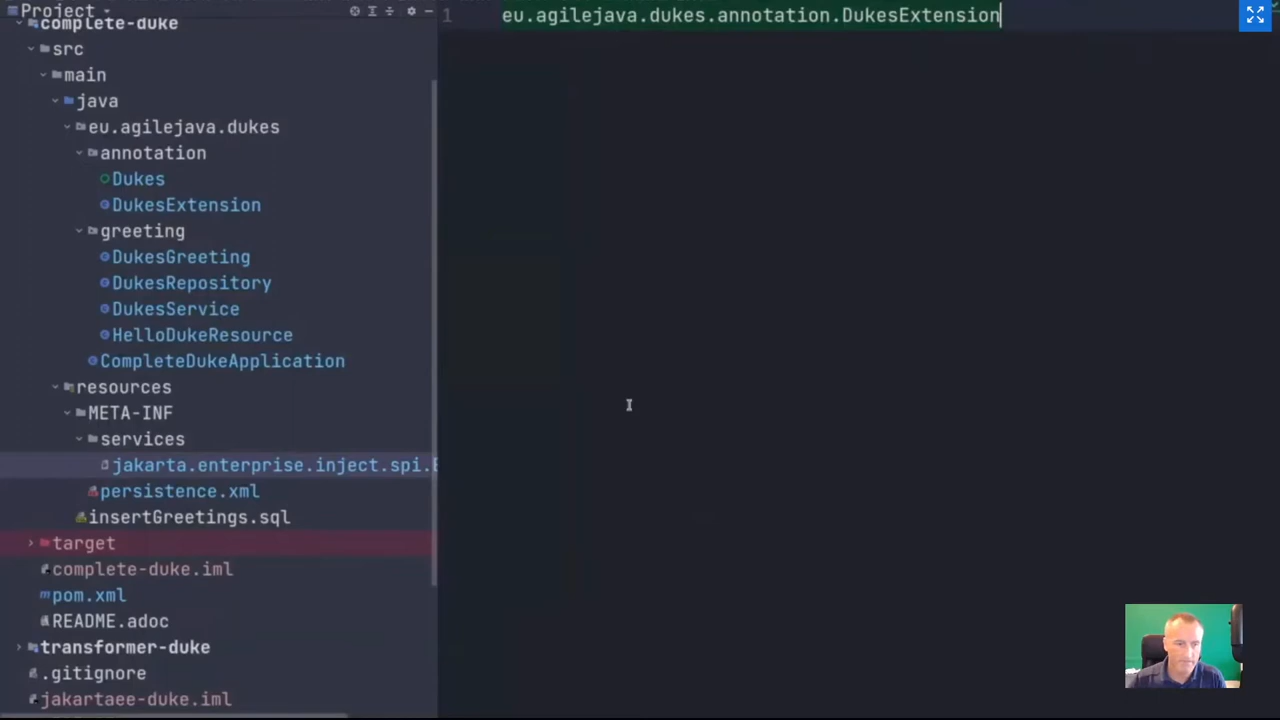 Project
1 eu.agilejava.dukes.annotation.DukesExtension
complete-duke
src
main
java
eu.agilejava.dukes
annotation
Dukes
DukesExtension
greeting
DukesGreeting
DukesRepository
DukesService
HelloDukeResource
CompleteDukeApplication
resources
META-INF
services
jakarta.enterprise.inject.spi.
persistence.xml
insertGreetings.sql
target
complete-duke.iml
pom.xml
README.adoc
transformer-duke
.gitignore
jakartaee-duke.iml